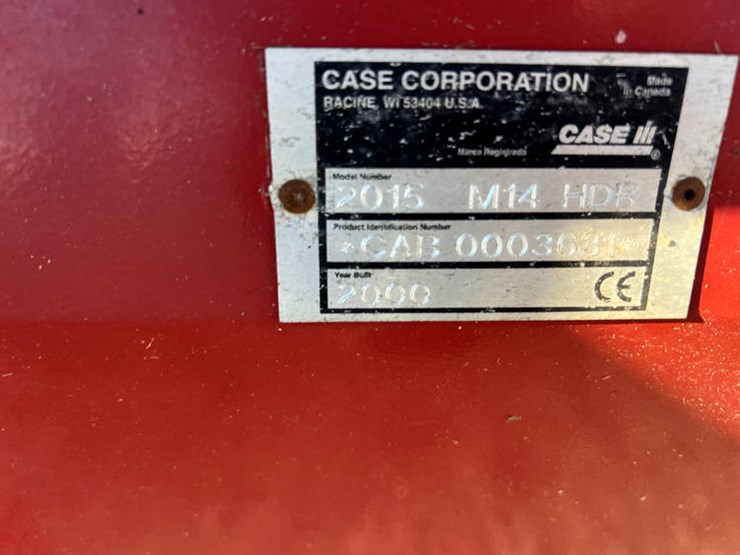 CASE CORPORATION
RACINE, WI 53404 U.S.A.
Made
in Canada
CASE III
®
Marca Registrada
Model Number
2015 M14 HDR
Product Identification Number
*CAB 0003631*
Year Built
2000
CE